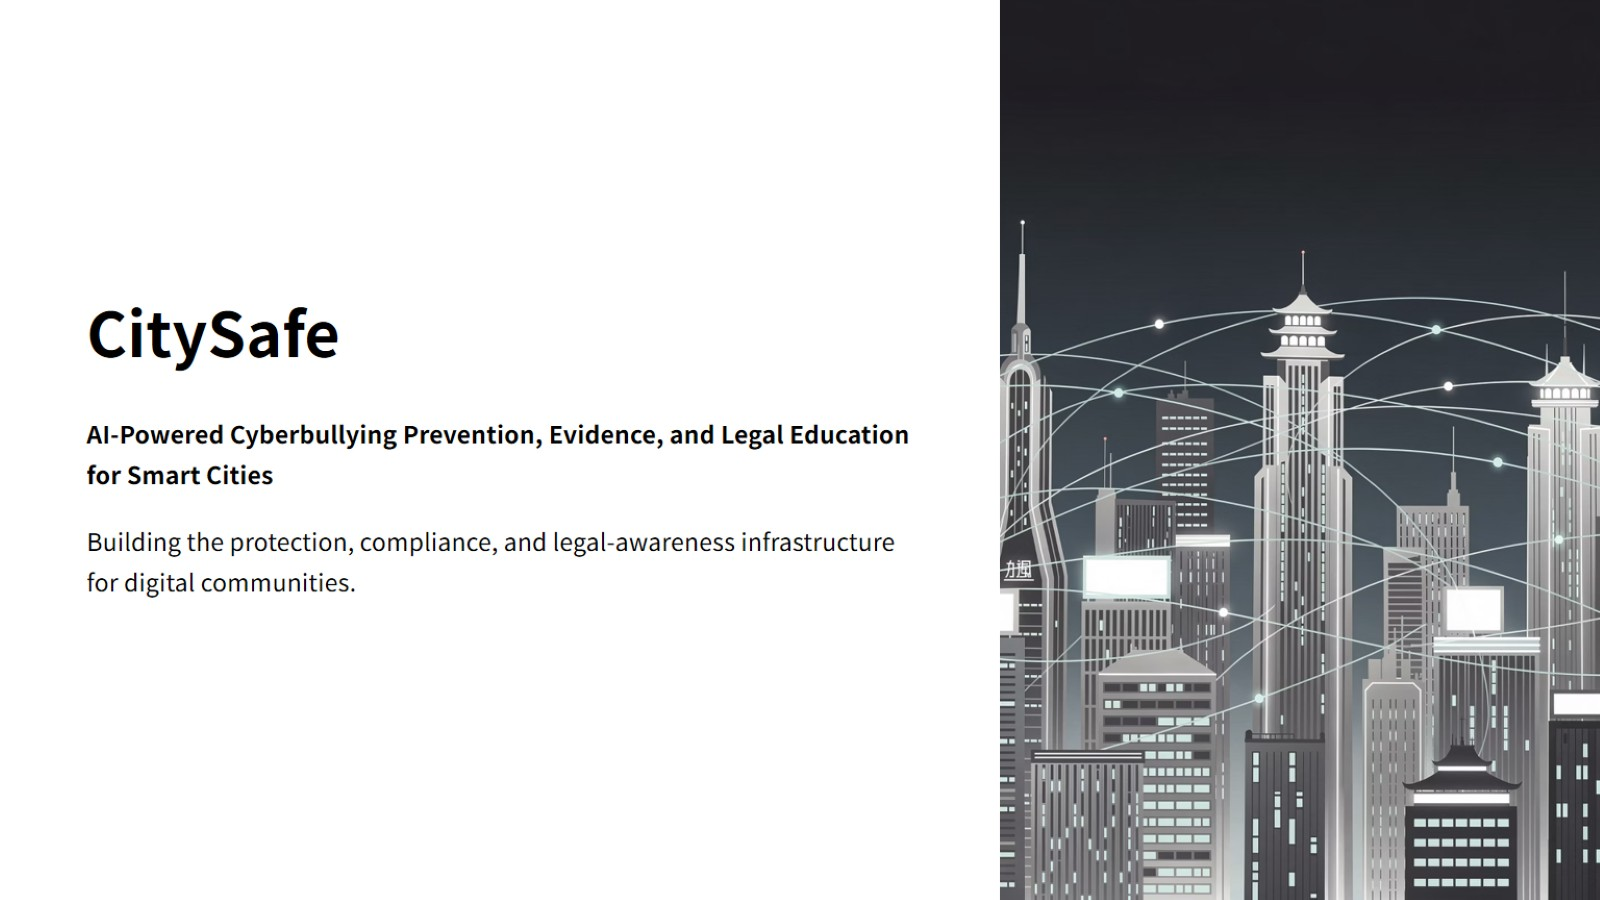 CitySafe
AI-Powered Cyberbullying Prevention, Evidence, and Legal Education
for Smart Cities
Building the protection, compliance, and legal-awareness infrastructure
for digital communities.